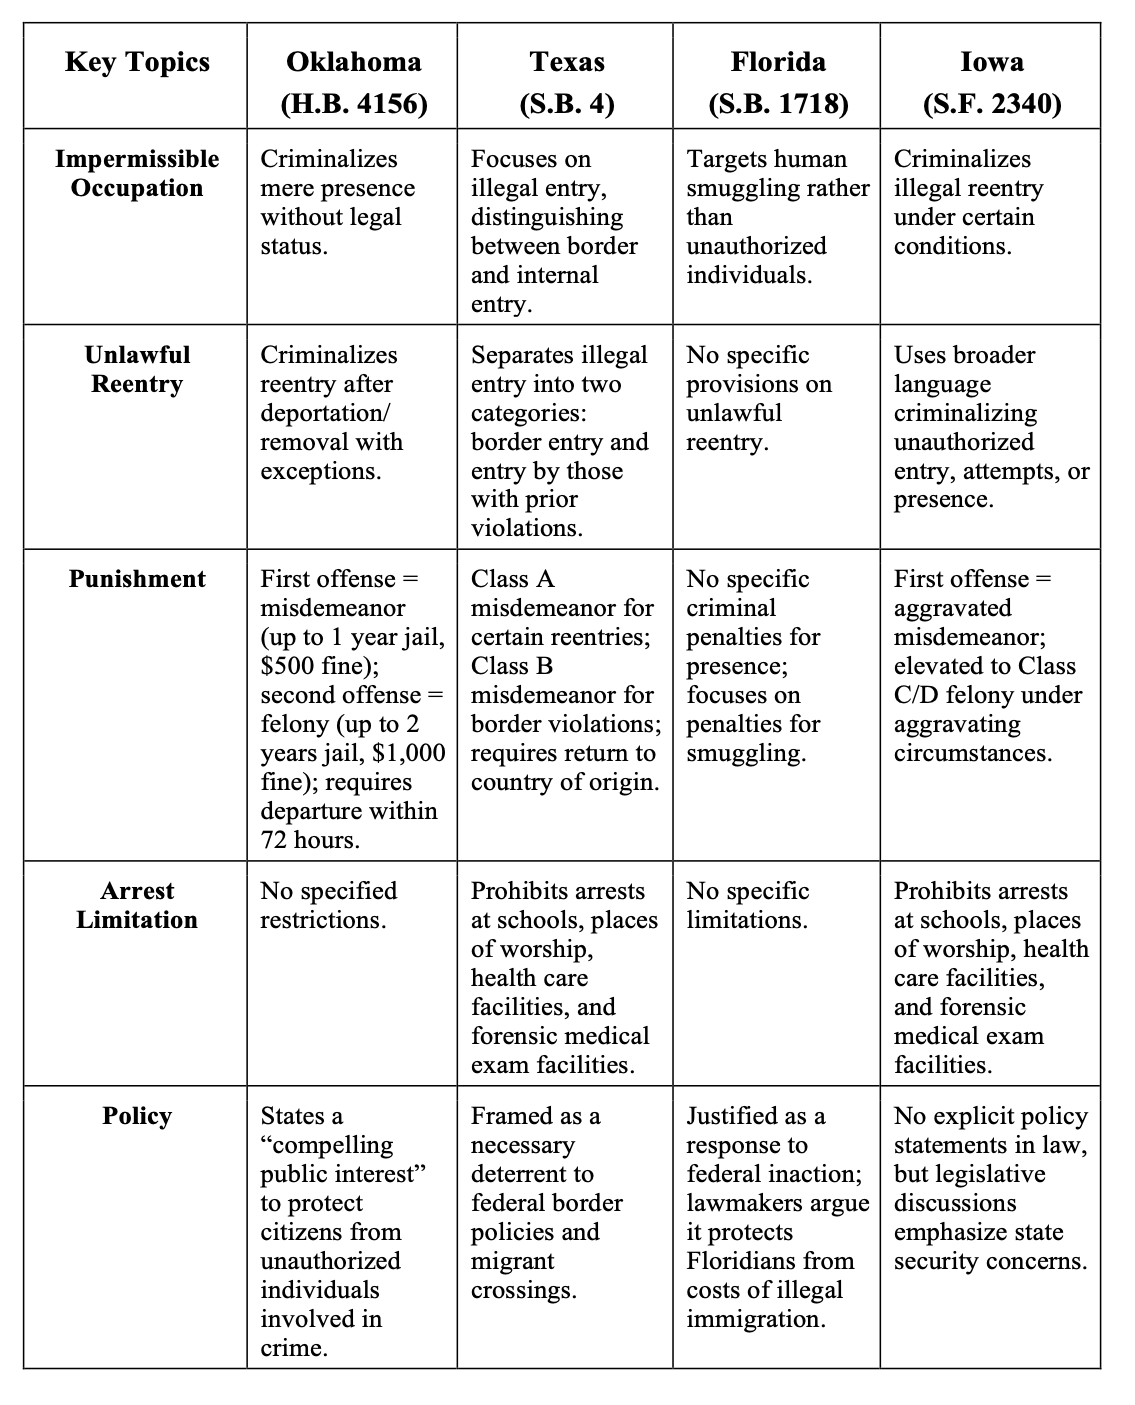 Key Topics
Oklahoma
(H.B. 4156)
Texas
(S.B. 4)
Florida
(S.B. 1718)
Iowa
(S.F. 2340)
Impermissible
Occupation
Criminalizes
mere presence
without legal
status.
Focuses on
illegal entry,
distinguishing
between border
and internal
entry.
Targets human
smuggling rather
than
unauthorized
individuals.
Criminalizes
illegal reentry
under certain
conditions.
Unlawful
Reentry
Criminalizes
reentry after
deportation/
removal with
exceptions.
Separates illegal
entry into two
categories:
border entry and
entry by those
with prior
violations.
No specific
provisions on
unlawful
reentry.
Uses broader
language
criminalizing
unauthorized
entry, attempts, or
presence.
Punishment
First offense =
misdemeanor
(up to 1 year jail,
$500 fine);
second offense =
felony (up to 2
years jail, $1,000
fine); requires
departure within
72 hours.
Class A
misdemeanor for
certain reentries;
Class B
misdemeanor for
border violations;
requires return to
country of origin.
No specific
criminal
penalties for
presence;
focuses on
penalties for
smuggling.
First offense =
aggravated
misdemeanor;
elevated to Class
C/D felony under
aggravating
circumstances.
Arrest
Limitation
No specified
restrictions.
Prohibits arrests
at schools, places
of worship,
health care
facilities, and
forensic medical
exam facilities.
No specific
limitations.
Prohibits arrests
at schools, places
of worship, health
care facilities,
and forensic
medical exam
facilities.
Policy
States a
“compelling
public interest”
to protect
citizens from
unauthorized
individuals
involved in
crime.
Framed as a
necessary
deterrent to
federal border
policies and
migrant
crossings.
Justified as a
response to
federal inaction;
lawmakers argue
it protects
Floridians from
costs of illegal
immigration.
No explicit policy
statements in law,
but legislative
discussions
emphasize state
security concerns.